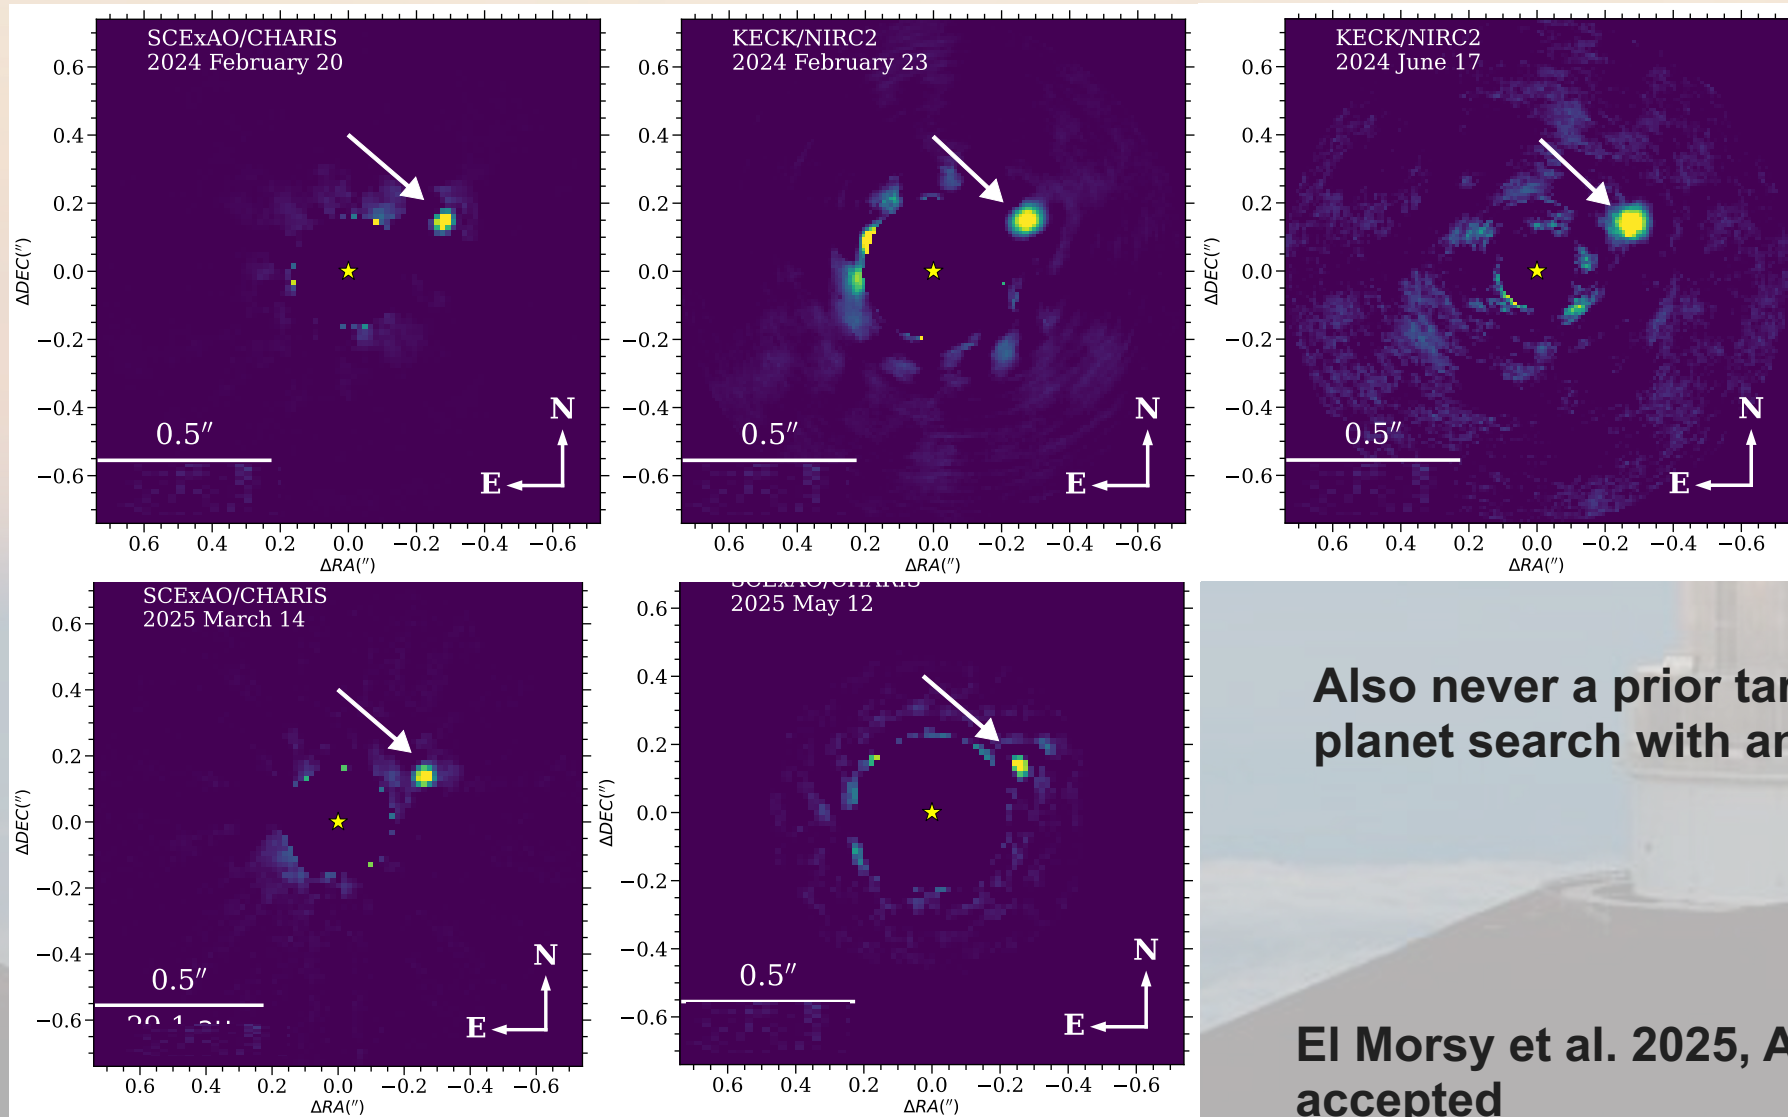 SCExAO/CHARIS
2024 February 20
0.6
0.4
0.2
0.0
−0.2
−0.4
−0.6
ΔDEC(″)
0.5″
N
E
0.6 0.4 0.2 0.0 −0.2 −0.4 −0.6
ΔRA(″)
KECK/NIRC2
2024 February 23
0.6
0.4
0.2
0.0
−0.2
−0.4
−0.6
0.5″
N
E
0.6 0.4 0.2 0.0 −0.2 −0.4 −0.6
ΔRA(″)
KECK/NIRC2
2024 June 17
0.6
0.4
0.2
0.0
−0.2
−0.4
−0.6
ΔDEC(″)
0.5″
N
E
0.6 0.4 0.2 0.0 −0.2 −0.4 −0.6
ΔRA(″)
SCExAO/CHARIS
2025 March 14
0.6
0.4
0.2
0.0
−0.2
−0.4
−0.6
ΔDEC(″)
0.5″
N
E
0.6 0.4 0.2 0.0 −0.2 −0.4 −0.6
ΔRA(″)
SCExAO/CHARIS
2025 May 12
0.6
0.4
0.2
0.0
−0.2
−0.4
−0.6
ΔDEC(″)
0.5″
N
E
0.6 0.4 0.2 0.0 −0.2 −0.4 −0.6
ΔRA(″)
Also never a prior
planet search with
El Morsy et al. 2025,
accepted